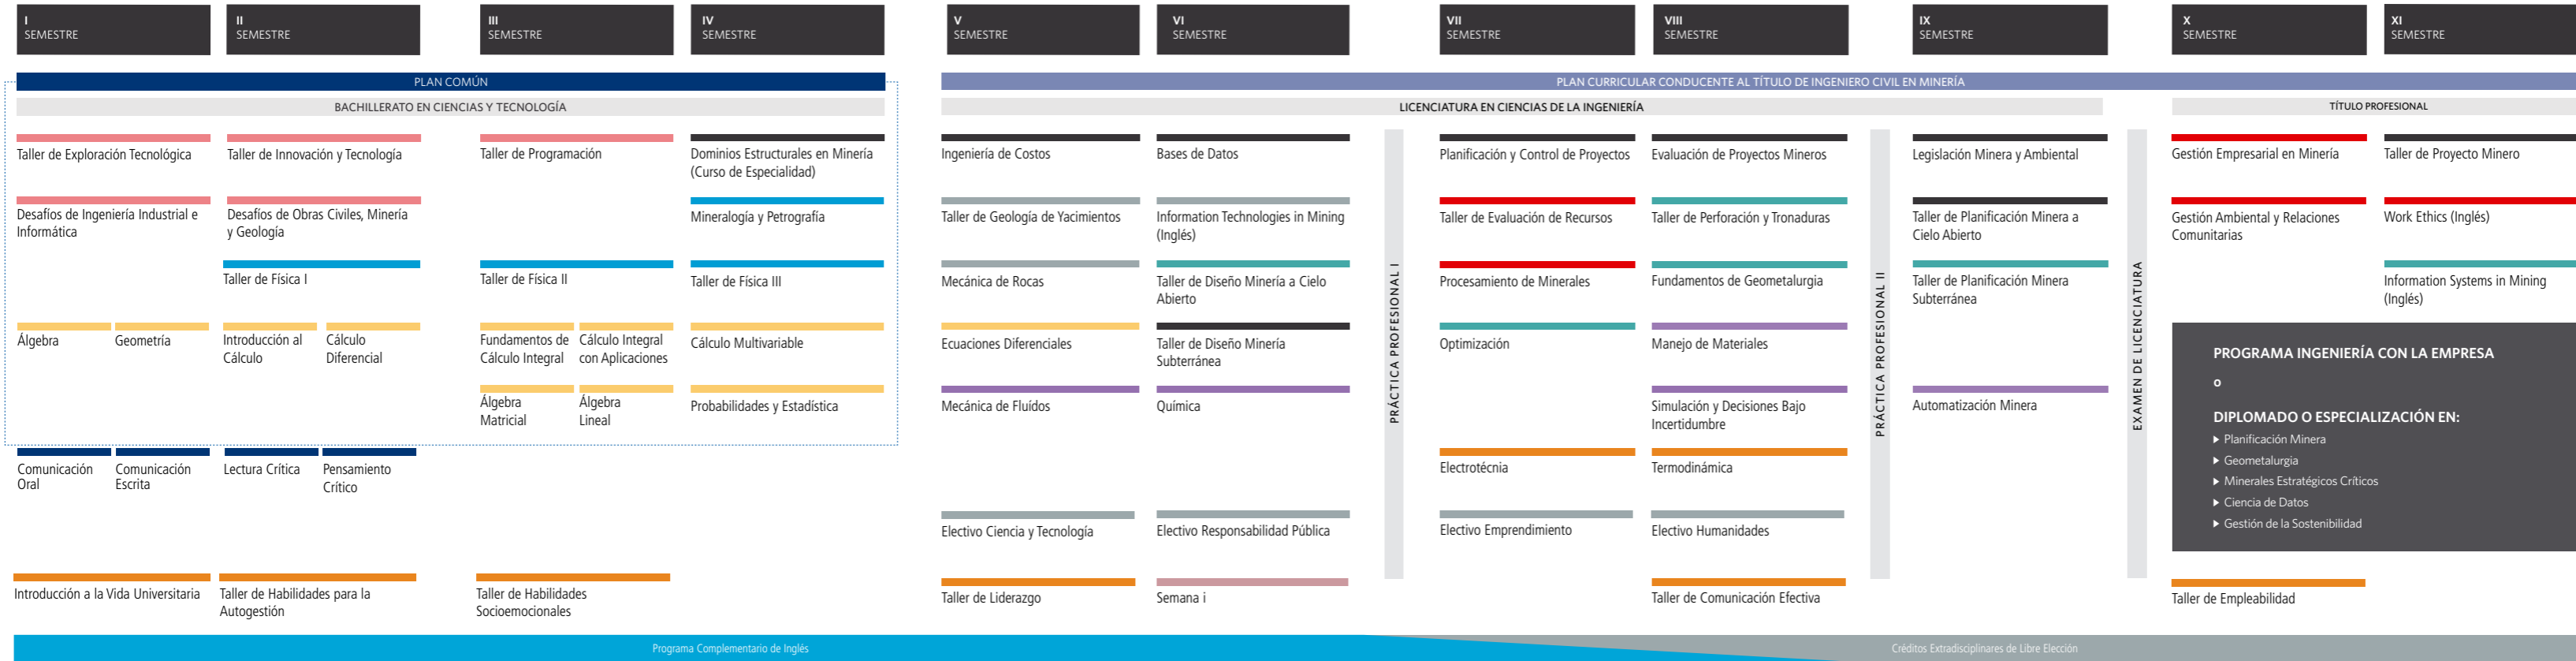 I
SEMESTRE
II
SEMESTRE
III
SEMESTRE
IV
SEMESTRE
V
SEMESTRE
VI
SEMESTRE
VII
SEMESTRE
VIII
SEMESTRE
IX
SEMESTRE
X
SEMESTRE
XI
SEMESTRE
PLAN COMÚN
PLAN CURRICULAR CONDUCENTE AL TÍTULO DE INGENIERO CIVIL EN MINERÍA
BACHILLERATO EN CIENCIAS Y TECNOLOGÍA
LICENCIATURA EN CIENCIAS DE LA INGENIERÍA
TÍTULO PROFESIONAL
Taller de Exploración Tecnológica
Desafíos de Ingeniería Industrial e
Informática
Álgebra
Geometría
Comunicación
Oral
Comunicación
Escrita
Introducción a la Vida Universitaria
Taller de Innovación y Tecnología
Desafíos de Obras Civiles, Minería
y Geología
Taller de Física I
Introducción al
Cálculo
Cálculo
Diferencial
Lectura Crítica
Pensamiento
Crítico
Taller de Habilidades para la
Autogestión
Taller de Programación
Taller de Física II
Fundamentos de
Cálculo Integral
Cálculo Integral
con Aplicaciones
Álgebra
Matricial
Álgebra
Lineal
Taller de Habilidades
Socioemocionales
Dominios Estructurales en Minería
(Curso de Especialidad)
Mineralogía y Petrografía
Taller de Física III
Cálculo Multivariable
Probabilidades y Estadística
Ingeniería de Costos
Taller de Geología de Yacimientos
Mecánica de Rocas
Ecuaciones Diferenciales
Mecánica de Fluídos
Electivo Ciencia y Tecnología
Taller de Liderazgo
Bases de Datos
Information Technologies in Mining
(Inglés)
Taller de Diseño Minería a Cielo
Abierto
Taller de Diseño Minería
Subterránea
Química
Electivo Responsabilidad Pública
Semana i
PRÁCTICA PROFESIONAL I
Planificación y Control de Proyectos
Taller de Evaluación de Recursos
Procesamiento de Minerales
Optimización
Electrotécnia
Electivo Emprendimiento
Evaluación de Proyectos Mineros
Taller de Perforación y Tronaduras
Fundamentos de Geometalurgia
Manejo de Materiales
Simulación y Decisiones Bajo
Incertidumbre
Termodinámica
Electivo Humanidades
Taller de Comunicación Efectiva
PRÁCTICA PROFESIONAL II
Legislación Minera y Ambiental
Taller de Planificación Minera a
Cielo Abierto
Taller de Planificación Minera
Subterránea
Automatización Minera
EXAMEN DE LICENCIATURA
Gestión Empresarial en Minería
Gestión Ambiental y Relaciones
Comunitarias
Taller de Proyecto Minero
Work Ethics (Inglés)
Information Systems in Mining
(Inglés)
PROGRAMA INGENIERÍA CON LA EMPRESA
o
DIPLOMADO O ESPECIALIZACIÓN EN:
Planificación Minera
Geometalurgia
Minerales Estratégicos Críticos
Ciencia de Datos
Gestión de la Sostenibilidad
Taller de Empleabilidad
Programa Complementario de Inglés
Créditos Extradisciplinares de Libre Elección